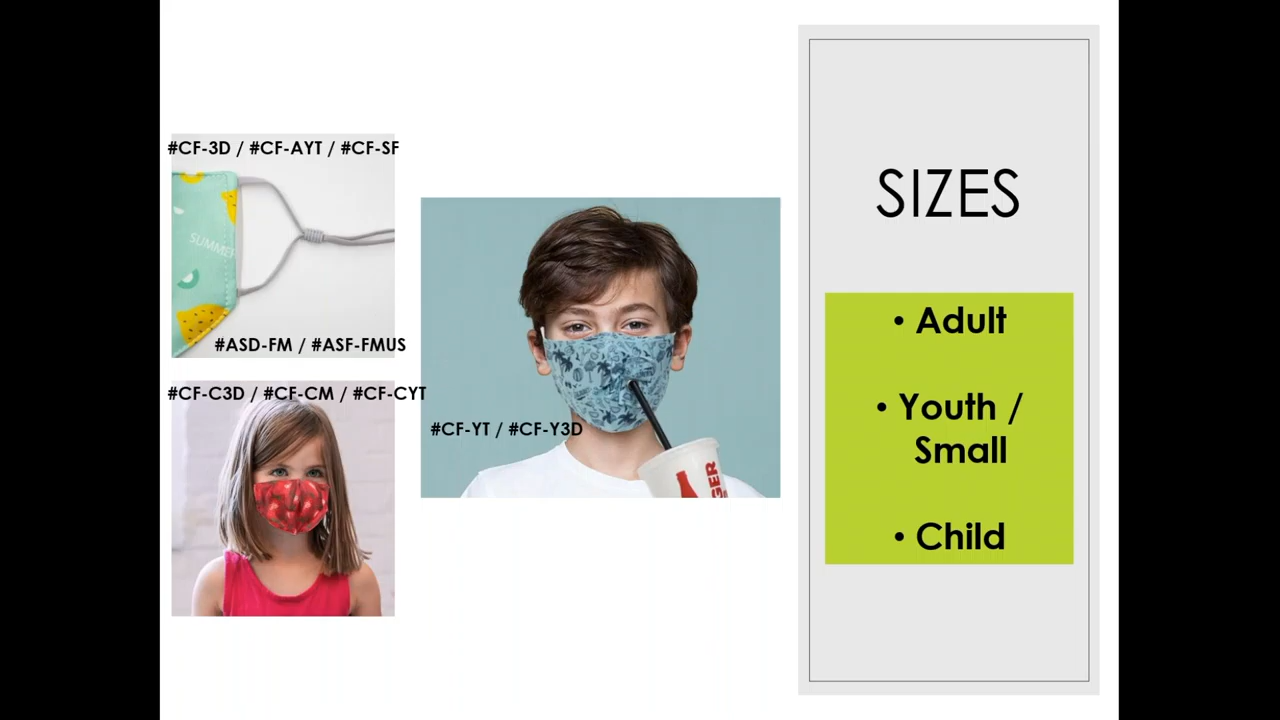 #CF-3D / #CF-AYT / #CF-SF
SUMMER
#ASD-FM / #ASF-FMUS
#CF-C3D / #CF-CM / #CF-CYT
#CF-YT / #CF-Y3D
SIZES
• Adult
• Youth /
Small
• Child